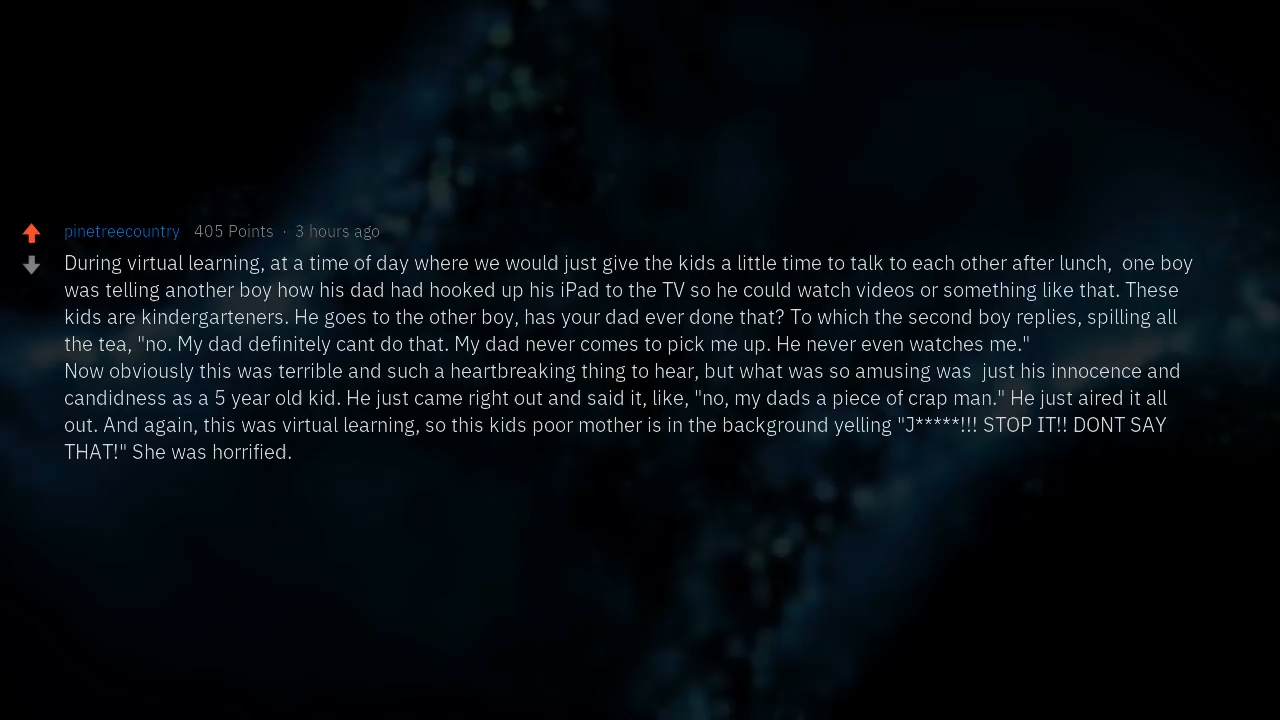 pinetreecountry 405 Points · 3 hours ago
During virtual learning, at a time of day where we would just give the kids a little time to talk to each other after lunch,  one boy
was telling another boy how his dad had hooked up his iPad to the TV so he could watch videos or something like that. These
kids are kindergarteners. He goes to the other boy, has your dad ever done that? To which the second boy replies, spilling all
the tea, "no. My dad definitely cant do that. My dad never comes to pick me up. He never even watches me."
Now obviously this was terrible and such a heartbreaking thing to hear, but what was so amusing was  just his innocence and
candidness as a 5 year old kid. He just came right out and said it, like, "no, my dads a piece of crap man." He just aired it all
out. And again, this was virtual learning, so this kids poor mother is in the background yelling "J*****!!! STOP IT!! DONT SAY
THAT!" She was horrified.